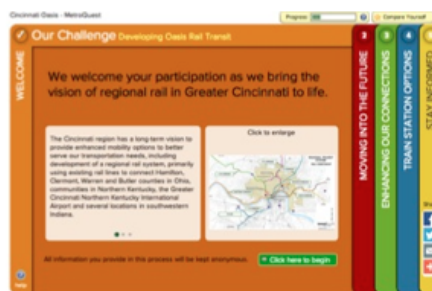 Cincinnati Oasis - MetroQuest
Progress
Compare Yourself
Our Challenge Developing Oasis Rail Transit
WELCOME
We welcome your participation as we bring the
vision of regional rail in Greater Cincinnati to life.
The Cincinnati region has a long-term vision to
provide enhanced mobility options to better
serve our transportation needs, including
development of a regional rail system, primarily
using existing rail lines to connect Hamilton,
Clermont, Warren and Butler counties in Ohio,
communities in Northern Kentucky, the Greater
Cincinnati Northern Kentucky International
Airport and several locations in southwestern
Indiana.
Click to enlarge
All information you provide in this process will be kept anonymous.
Click here to begin
help
MOVING INTO THE FUTURE
ENHANCING OUR CONNECTIONS
TRAIN STATION OPTIONS
STAY INFORMED